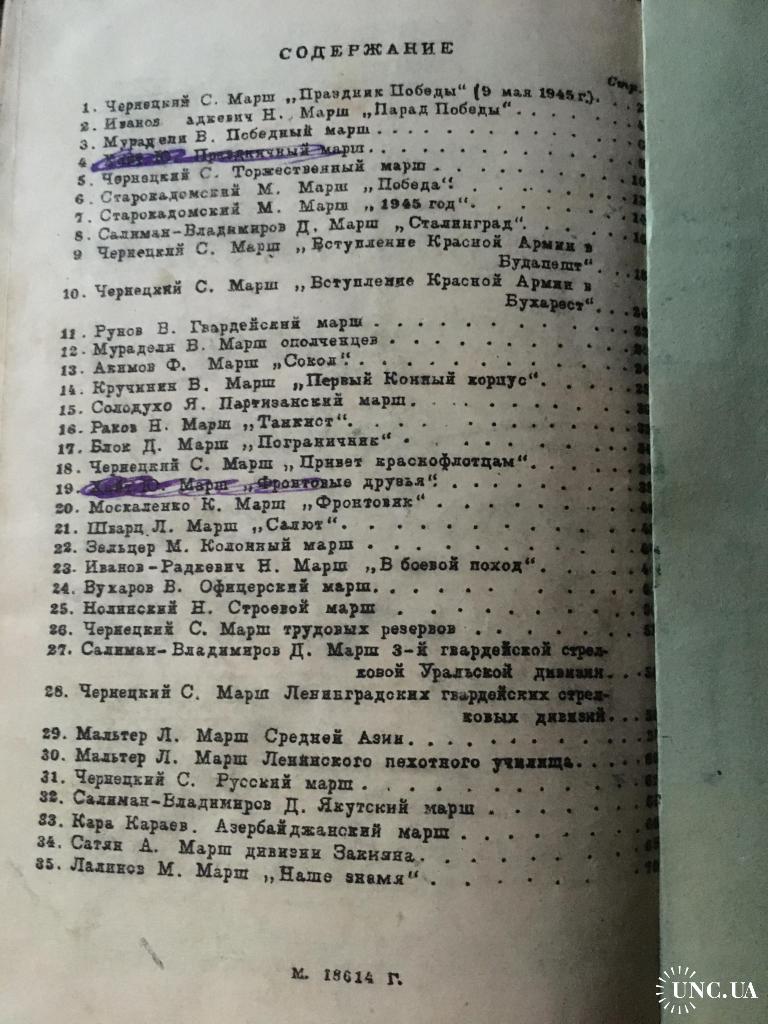 СОДЕРЖАНИЕ
Стр.
1. Чернецкий С. Марш „Праздник Победы“ (9 мая 1945 г.). . . 2
2. Иванов адкевич Н. Марш „Парад Победы“
3. Мурадели В. Победный марш
4 Праздничный марш
5. Чернецкий С. Торжественный марш
6. Старокадомский М. Марш „Победа“
7. Старокадомский М. Марш „1945 год“
8. Салиман-Владимиров Д. Марш „Сталинград“
9 Чернецкий С. Марш „Вступление Красной Армии в
Будапешт“
10. Чернецкий С. Марш „Вступление Красной Армии в
Бухарест“
11. Рунов В. Гвардейский марш
12. Мурадели В. Марш ополченцев
13. Акимов Ф. Марш „Сокол“
14. Кручинин В. Марш „Первый Конный корпус“
15. Солодухо Я. Партизанский марш
16. Раков Н. Марш „Танкист“
17. Блок Д. Марш „Пограничник“
18. Чернецкий С. Марш „Привет краснофлотцам“
19. Ю. Марш „Фронтовые друзья“
20. Москаленко К. Марш „Фронтовик“
21. Шварц Л. Марш „Салют“
22. Зельцер М. Колонный марш
23. Иванов-Радкевич Н. Марш „В боевой поход“
24. Бухаров В. Офицерский марш
25. Нолинский Н. Строевой марш
26. Чернецкий С. Марш трудовых резервов
27. Салиман-Владимиров Д. Марш 3-й гвардейской стрел-
ковой Уральской дивизии
28. Чернецкий С. Марш Ленинградских гвардейских стрел-
ковых дивизий
29. Мальтер Л. Марш Средней Азии
30. Мальтер Л. Марш Ленинского пехотного училища
31. Чернецкий С. Русский марш
32. Салиман-Владимиров Д. Якутский марш
33. Кара Караев. Азербайджанский марш
34. Сатян А. Марш дивизии Закияна
35. Лалинов М. Марш „Наше знамя“
М. 18614 Г.
UNC.UA